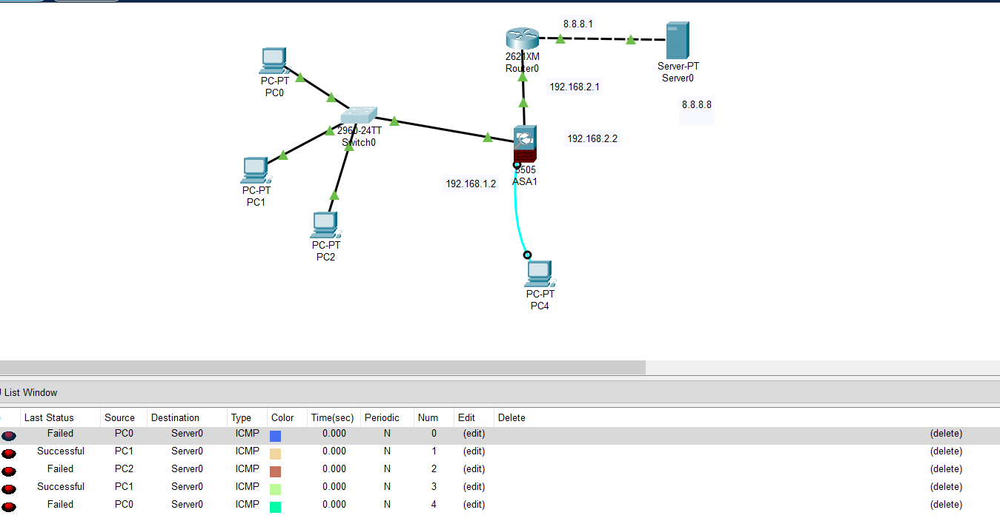 8.8.8.1
2621XM
Router0
Server-PT
Server0
PC-PT
PC0
192.168.2.1
8.8.8.8
2960-24TT
Switch0
192.168.2.2
5505
ASA1
192.168.1.2
PC-PT
PC1
PC-PT
PC2
PC-PT
PC4
List Window
Last Status Source Destination Type Color Time(sec) Periodic Num Edit Delete
Failed PC0 Server0 ICMP 0.000 N 0 (edit) (delete)
Successful PC1 Server0 ICMP 0.000 N 1 (edit) (delete)
Failed PC2 Server0 ICMP 0.000 N 2 (edit) (delete)
Successful PC1 Server0 ICMP 0.000 N 3 (edit) (delete)
Failed PC0 Server0 ICMP 0.000 N 4 (edit) (delete)